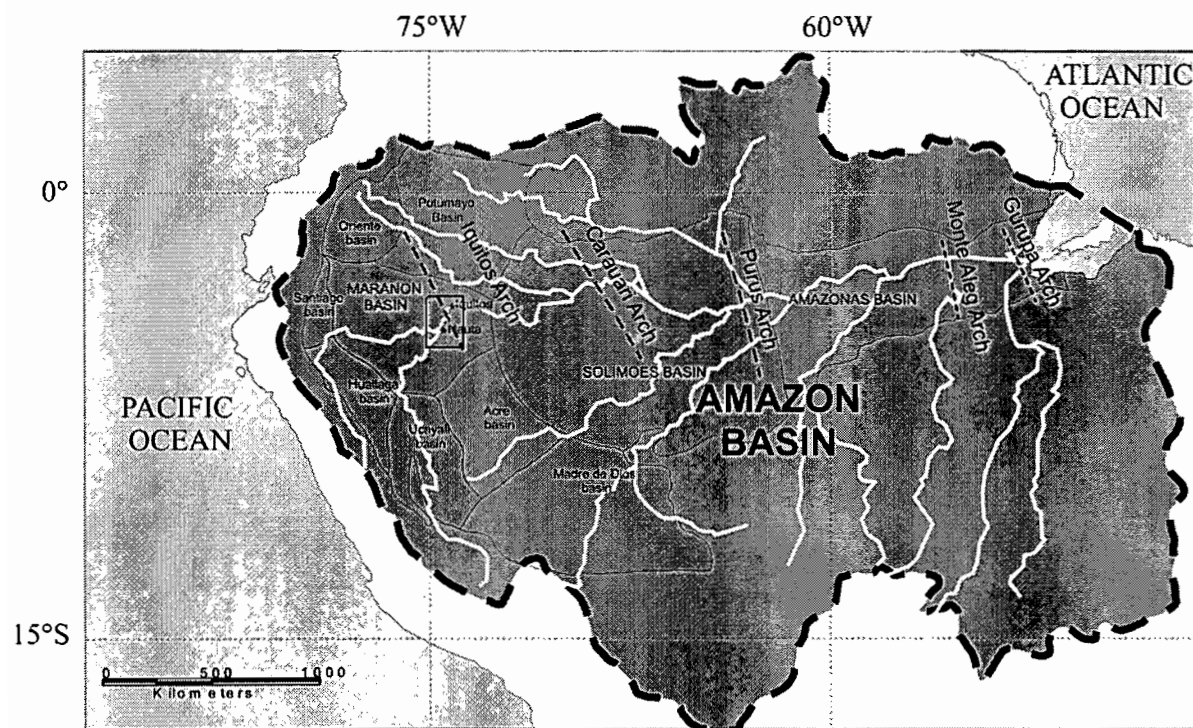 75°W
60°W
ATLANTIC
OCEAN
0°
Putumayo
Basin
Oriente
basin
Iquitos Arch
Carauari Arch
Purus Arch
Monte Aleg Arch
Gurupa Arch
MARANON
BASIN
Santiago
basin
Iquitos
Nauta
AMAZONAS BASIN
SOLIMOES BASIN
Huallaga
basin
PACIFIC
OCEAN
Acre
basin
Ucayali
basin
AMAZON
BASIN
Madre de Dios
basin
15°S
0 500 1000
Kilometers